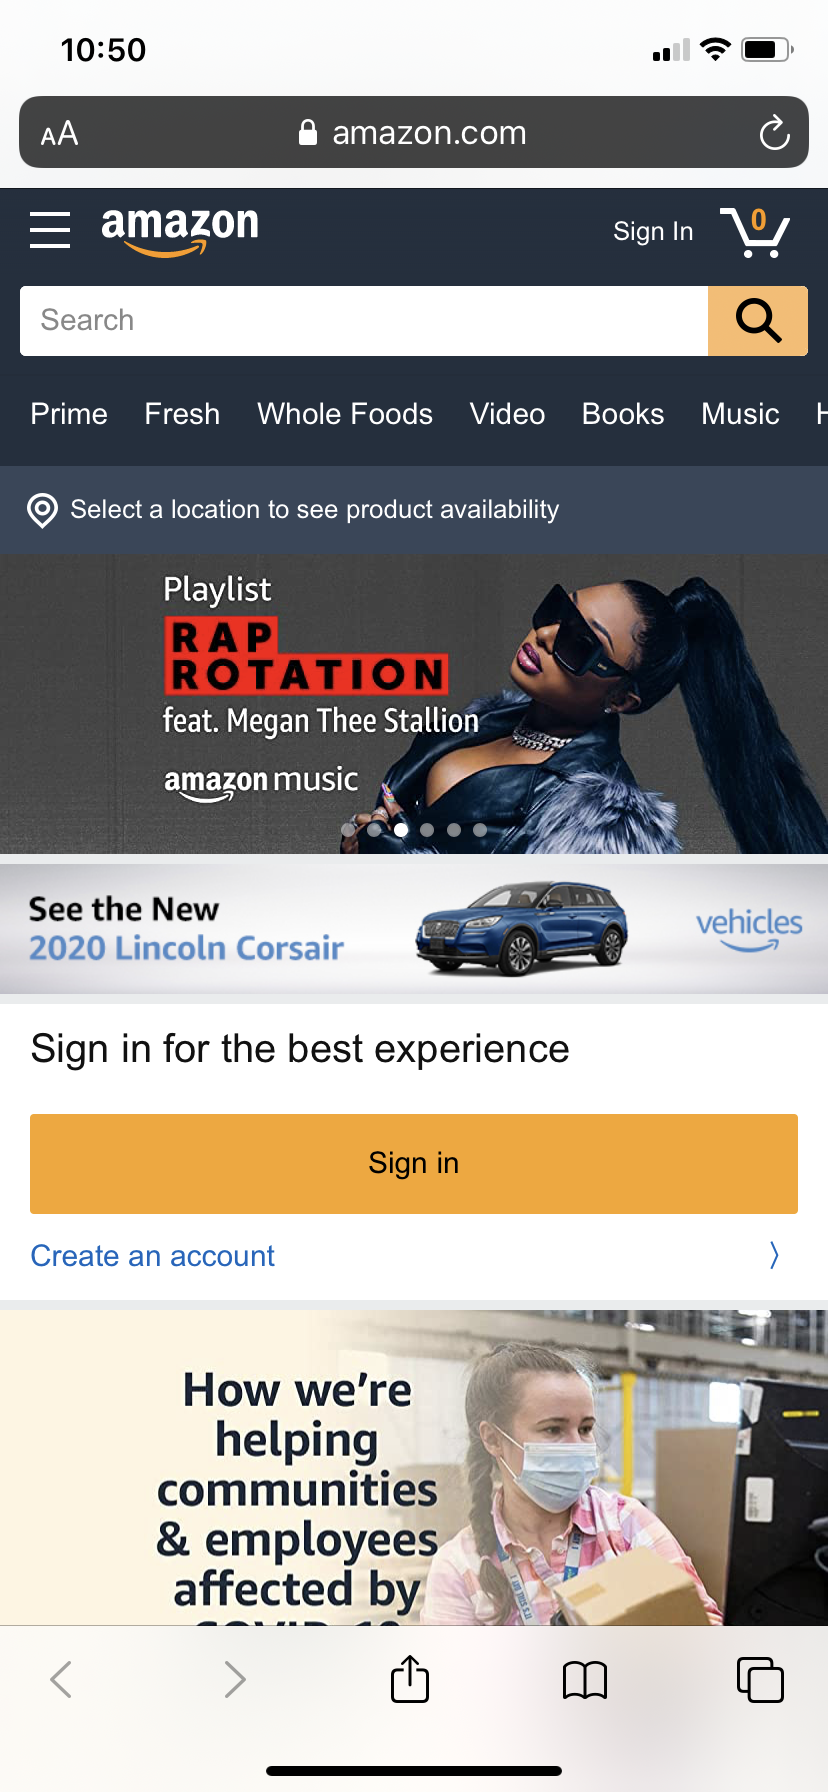 10:50
AA amazon.com
amazon Sign In 0
Search
Prime Fresh Whole Foods Video Books Music
Select a location to see product availability
Playlist
RAP
ROTATION
feat. Megan Thee Stallion
amazon music
See the New
2020 Lincoln Corsair
vehicles
Sign in for the best experience
Sign in
Create an account
How we're
helping
communities
& employees
affected by